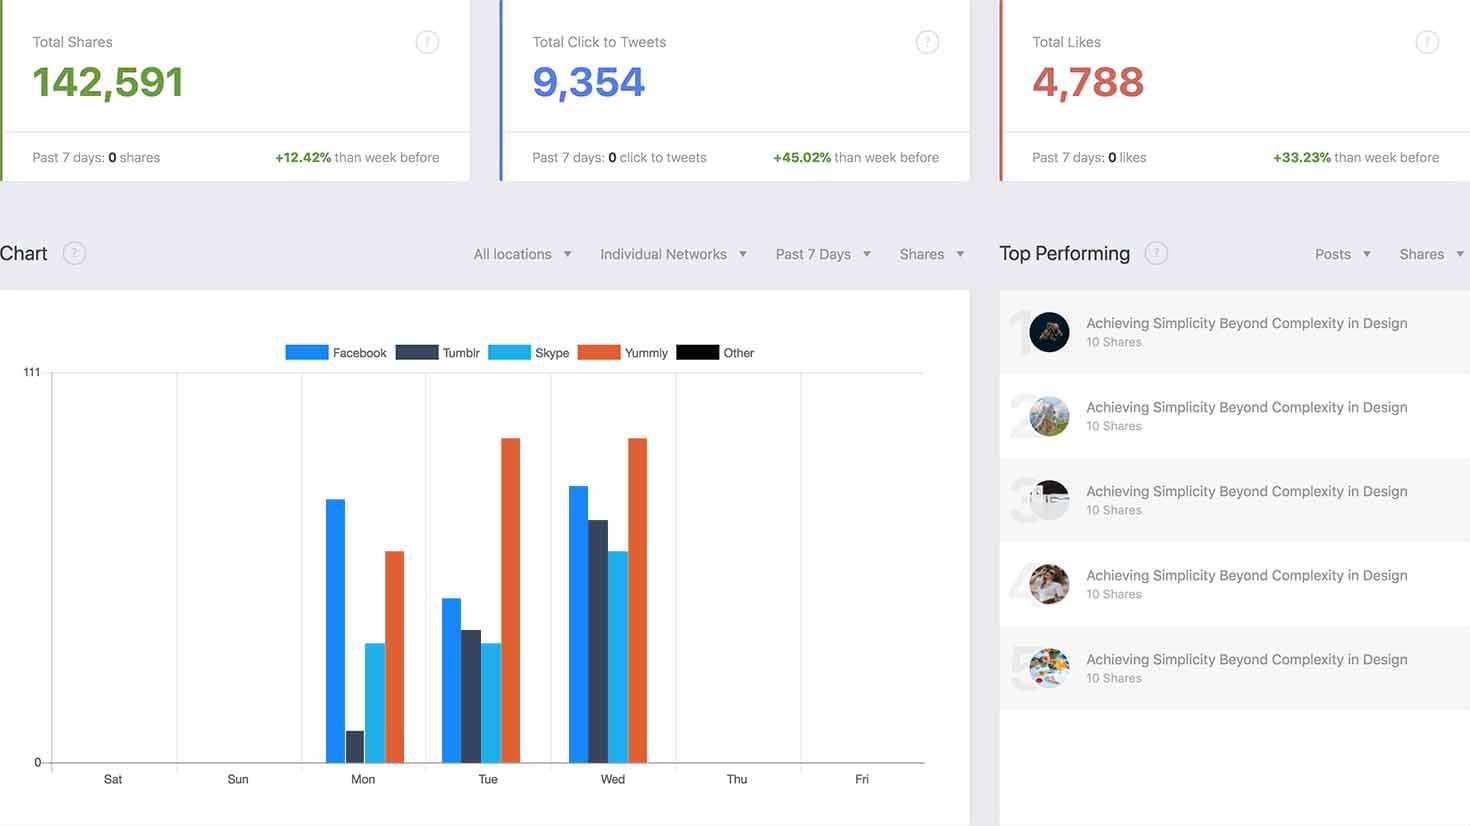 Total Shares ?
142,591
Past 7 days: 0 shares +12.42% than week before
Total Click to Tweets ?
9,354
Past 7 days: 0 click to tweets +45.02% than week before
Total Likes ?
4,788
Past 7 days: 0 likes +33.23% than week before
Chart ? All locations Individual Networks Past 7 Days Shares
Facebook Tumblr Skype Yummly Other
111
0
Sat Sun Mon Tue Wed Thu Fri
Top Performing ? Posts Shares
1 Achieving Simplicity Beyond Complexity in Design
10 Shares
2 Achieving Simplicity Beyond Complexity in Design
10 Shares
3 Achieving Simplicity Beyond Complexity in Design
10 Shares
4 Achieving Simplicity Beyond Complexity in Design
10 Shares
5 Achieving Simplicity Beyond Complexity in Design
10 Shares